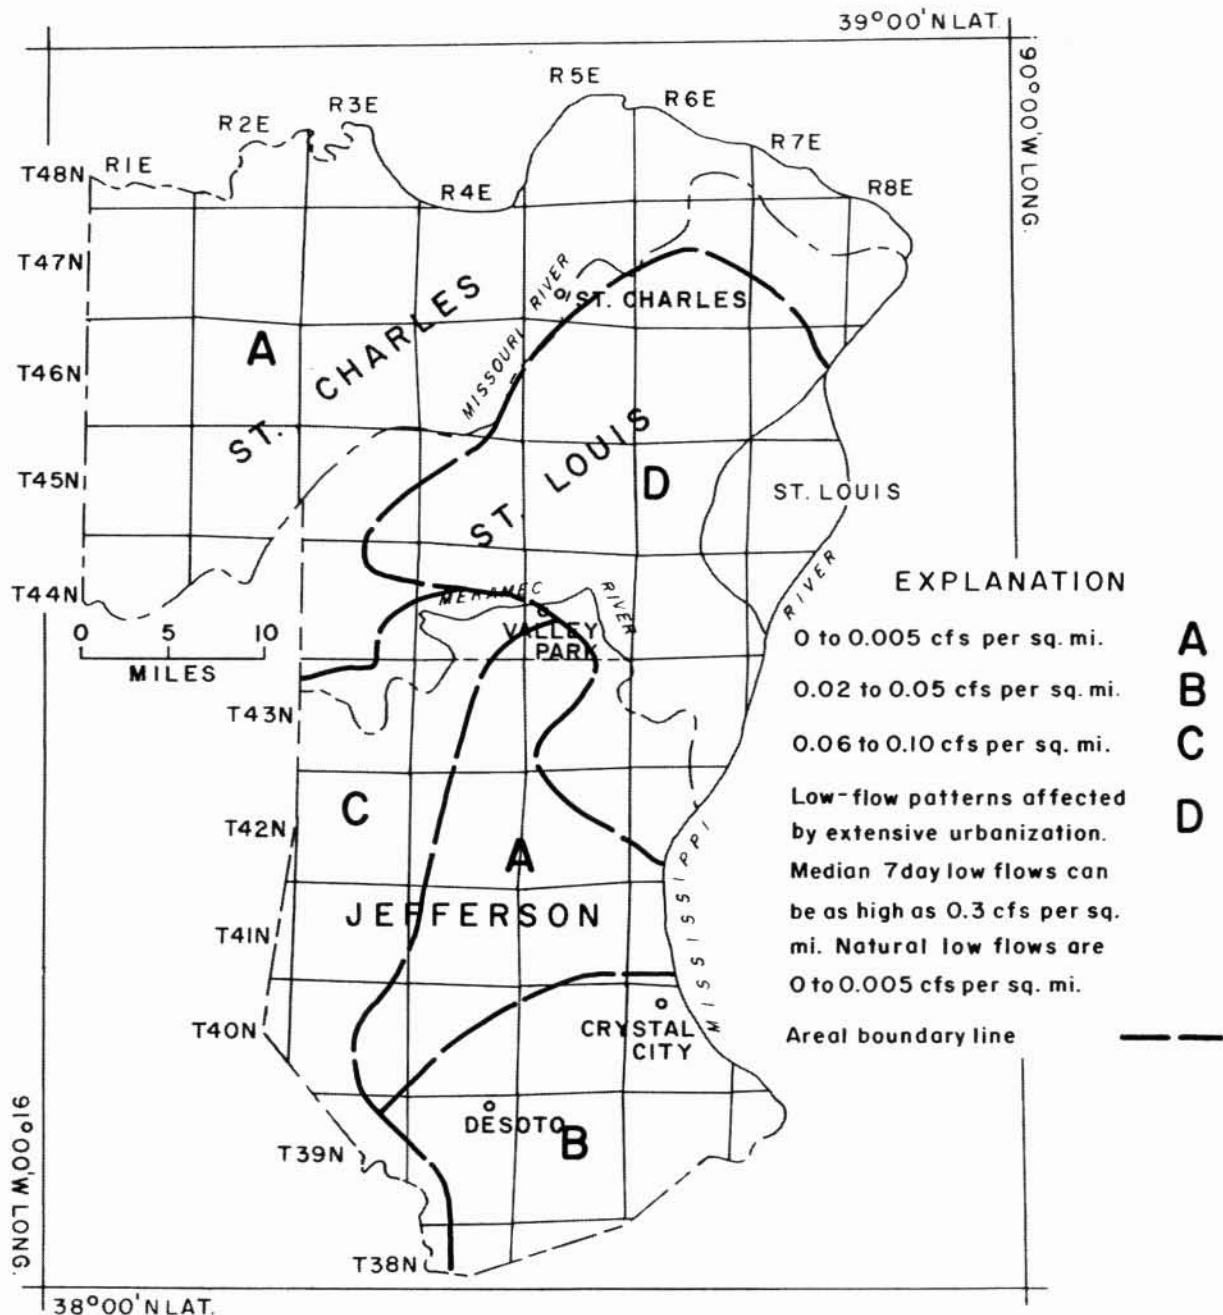 39°00'N LAT.
90°00'W LONG.
R5E
R6E
R3E
R2E
R7E
R1E
T48N
R4E
R8E
T47N
MISSOURI RIVER
ST. CHARLES
ST. CHARLES
A
T46N
ST. LOUIS
D
T45N
ST. LOUIS
T44N
MERAMEC RIVER
VALLEY
PARK
0 5 10
MILES
T43N
C
T42N
A
JEFFERSON
T41N
MISSISSIPPI RIVER
T40N
CRYSTAL
CITY
DESOTO
B
T39N
T38N
91°00'W LONG.
38°00'N LAT.
EXPLANATION
0 to 0.005 cfs per sq. mi. A
0.02 to 0.05 cfs per sq. mi. B
0.06 to 0.10 cfs per sq. mi. C
Low-flow patterns affected D
by extensive urbanization.
Median 7day low flows can
be as high as 0.3 cfs per sq.
mi. Natural low flows are
0 to 0.005 cfs per sq. mi.
Areal boundary line